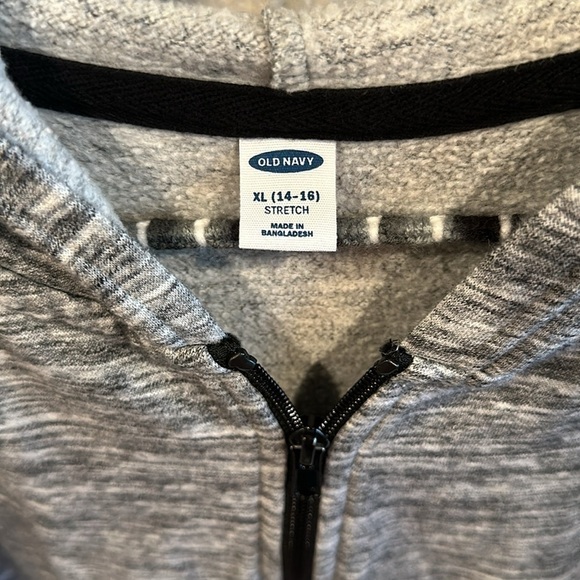 OLD NAVY
XL (14-16)
STRETCH
MADE IN
BANGLADESH